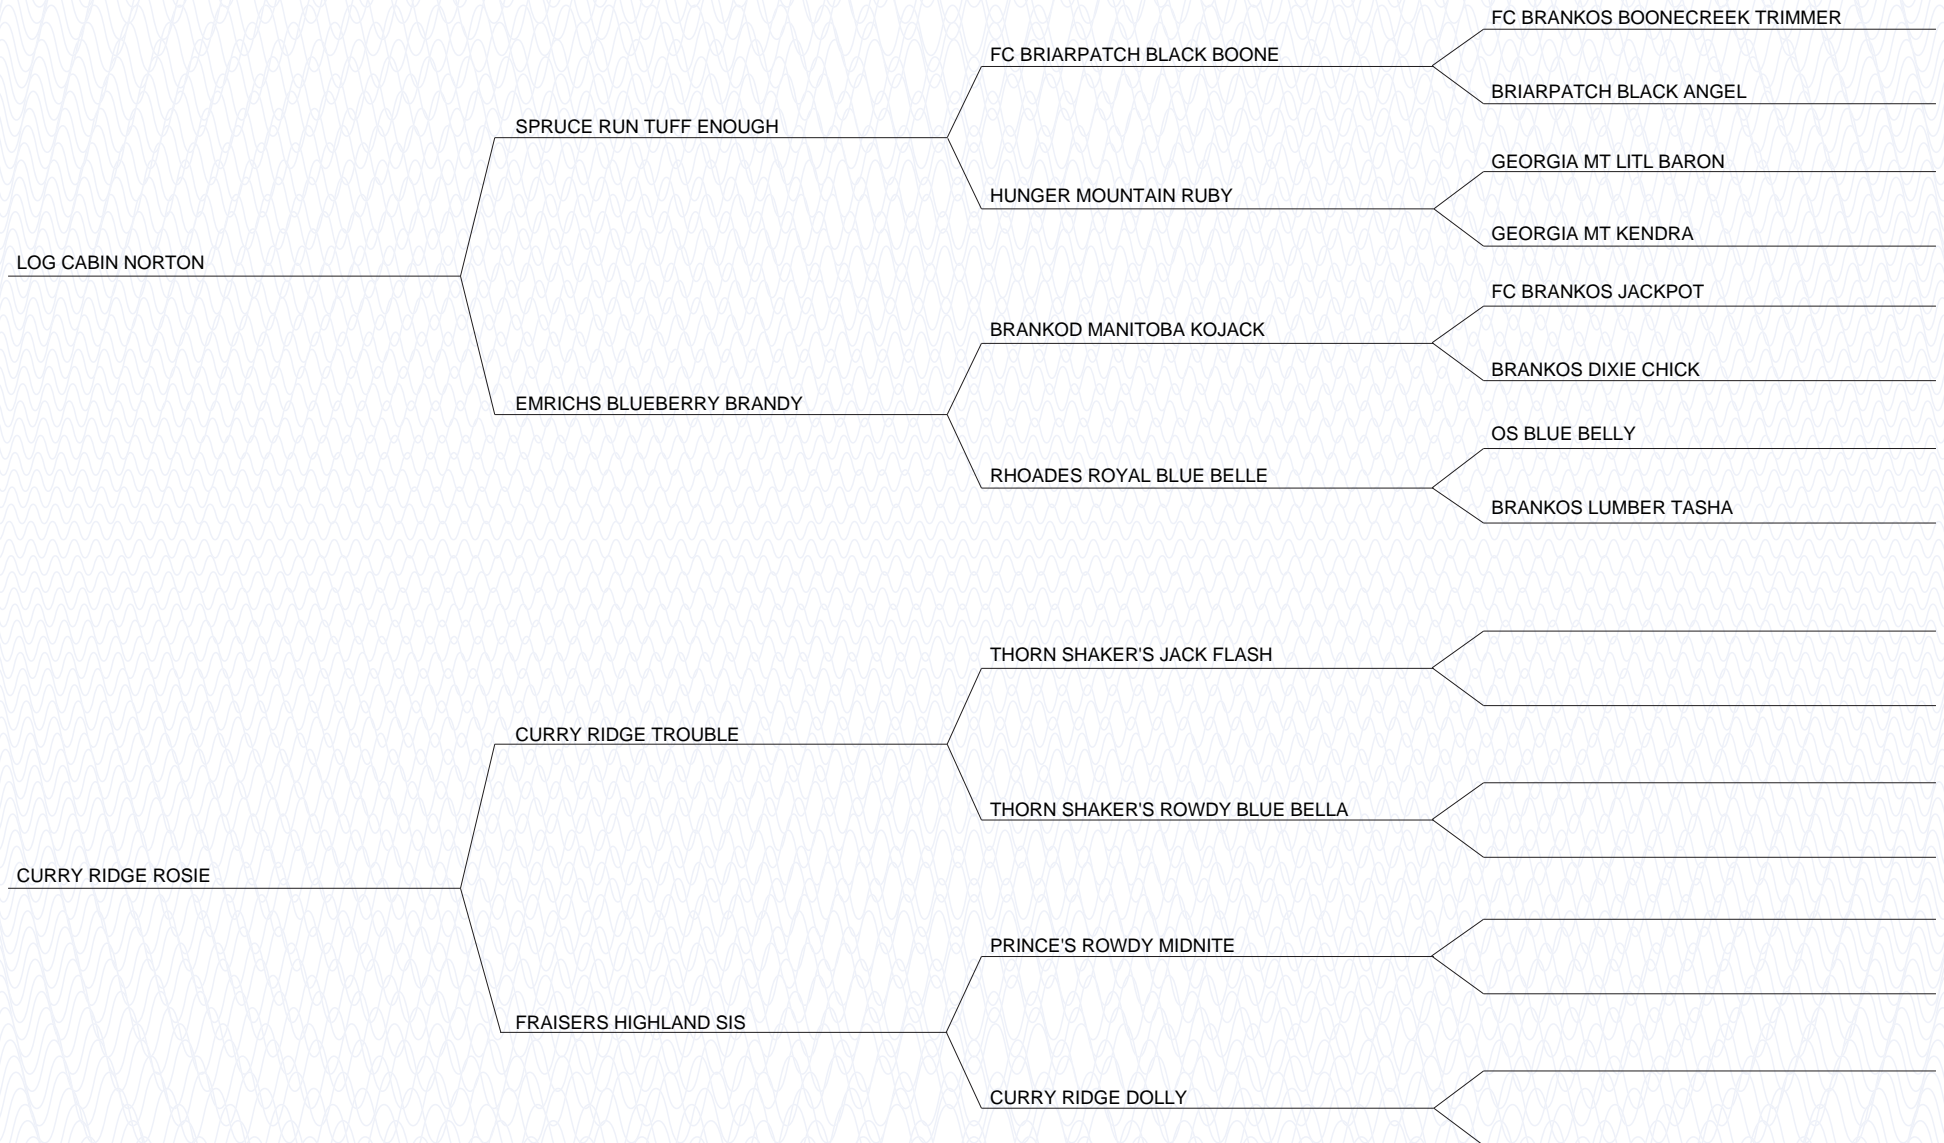 FC BRANKOS BOONECREEK TRIMMER
FC BRIARPATCH BLACK BOONE
BRIARPATCH BLACK ANGEL
SPRUCE RUN TUFF ENOUGH
GEORGIA MT LITL BARON
HUNGER MOUNTAIN RUBY
GEORGIA MT KENDRA
LOG CABIN NORTON
FC BRANKOS JACKPOT
BRANKOD MANITOBA KOJACK
BRANKOS DIXIE CHICK
EMRICHS BLUEBERRY BRANDY
OS BLUE BELLY
RHOADES ROYAL BLUE BELLE
BRANKOS LUMBER TASHA
THORN SHAKER'S JACK FLASH
CURRY RIDGE TROUBLE
THORN SHAKER'S ROWDY BLUE BELLA
CURRY RIDGE ROSIE
PRINCE'S ROWDY MIDNITE
FRAISERS HIGHLAND SIS
CURRY RIDGE DOLLY